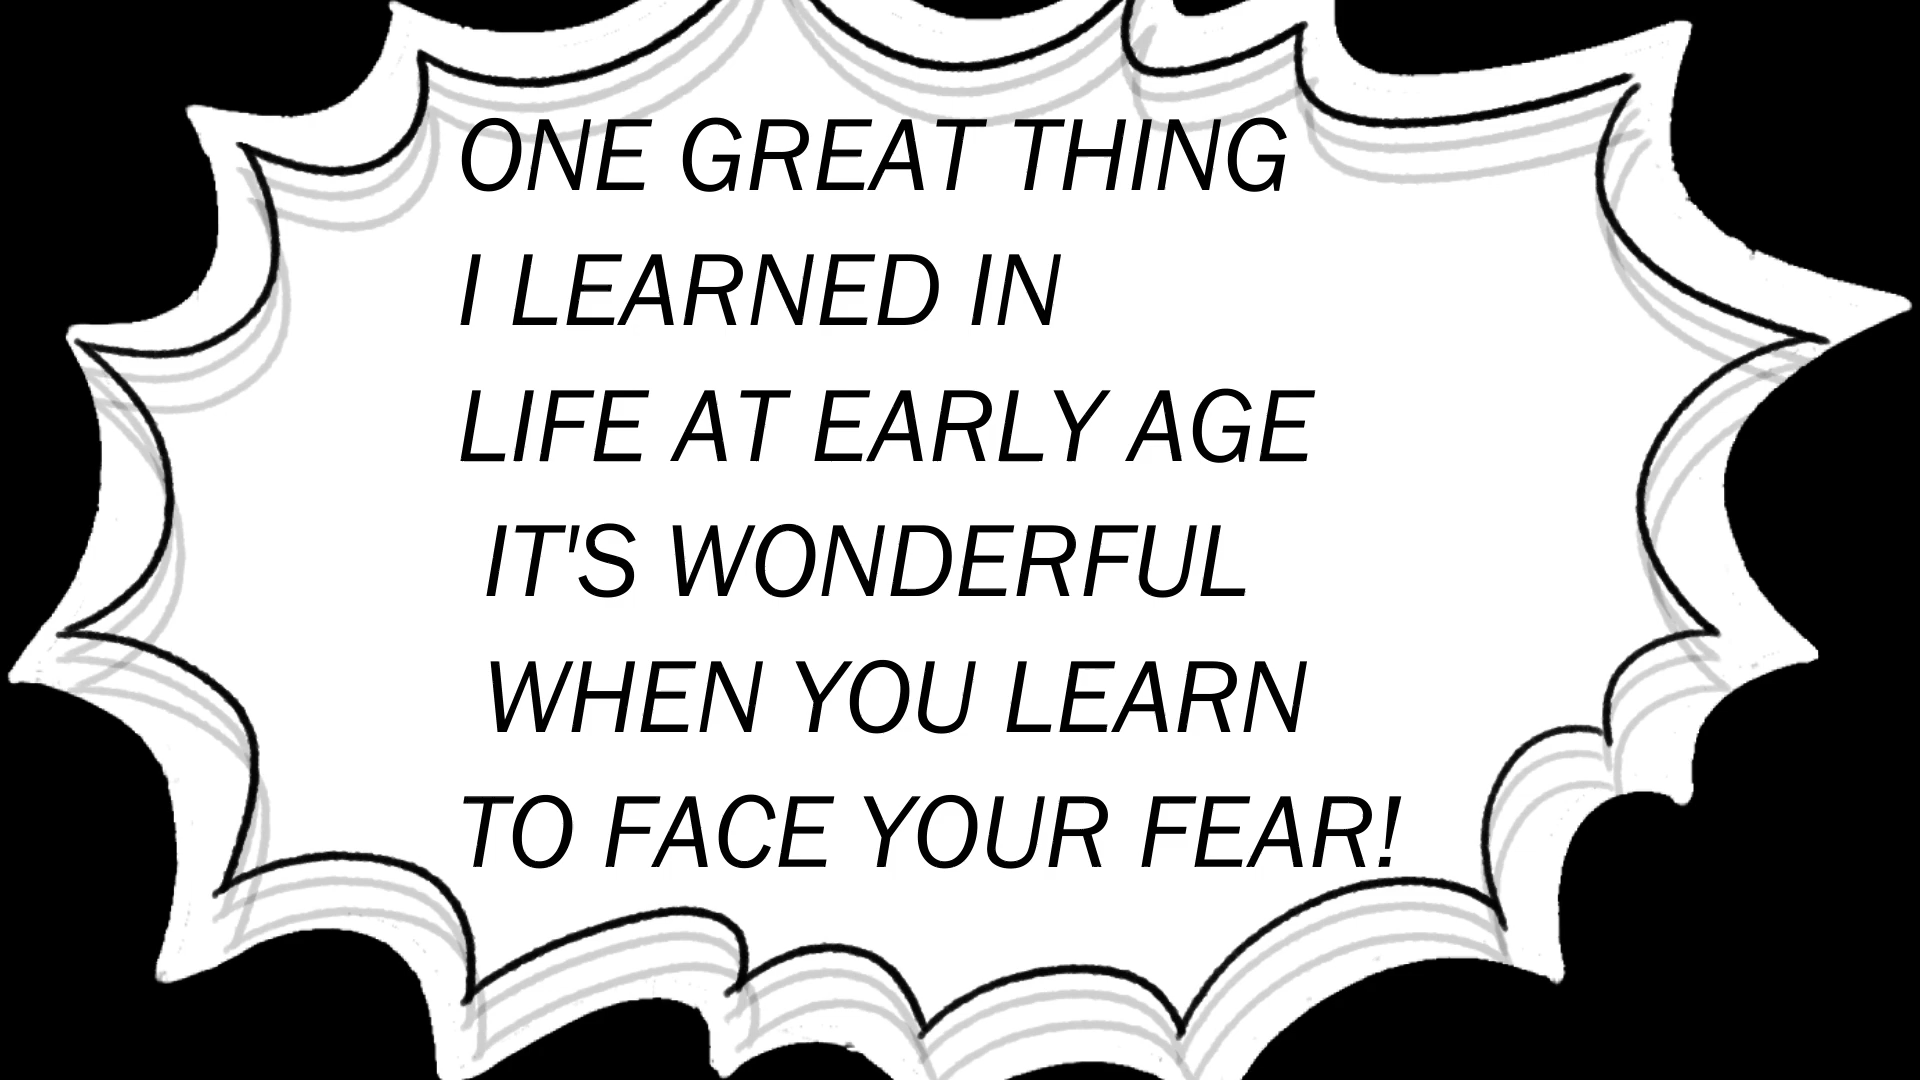 ONE GREAT THING
I LEARNED IN
LIFE AT EARLY AGE
IT'S WONDERFUL
WHEN YOU LEARN
TO FACE YOUR FEAR!